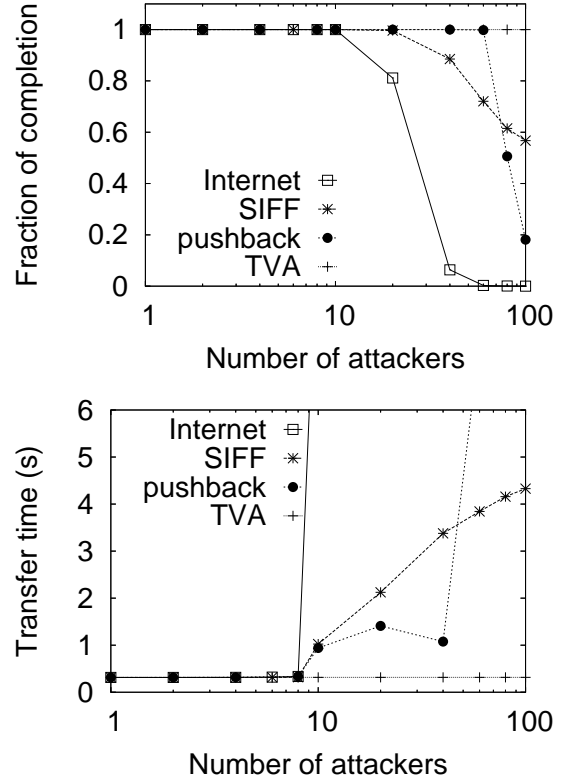 Fraction of completion
1
0.8
0.6
0.4
0.2
0
Internet
SIFF
pushback
TVA
1 10 100
Number of attackers
Transfer time (s)
6
5
4
3
2
1
0
Internet
SIFF
pushback
TVA
1 10 100
Number of attackers